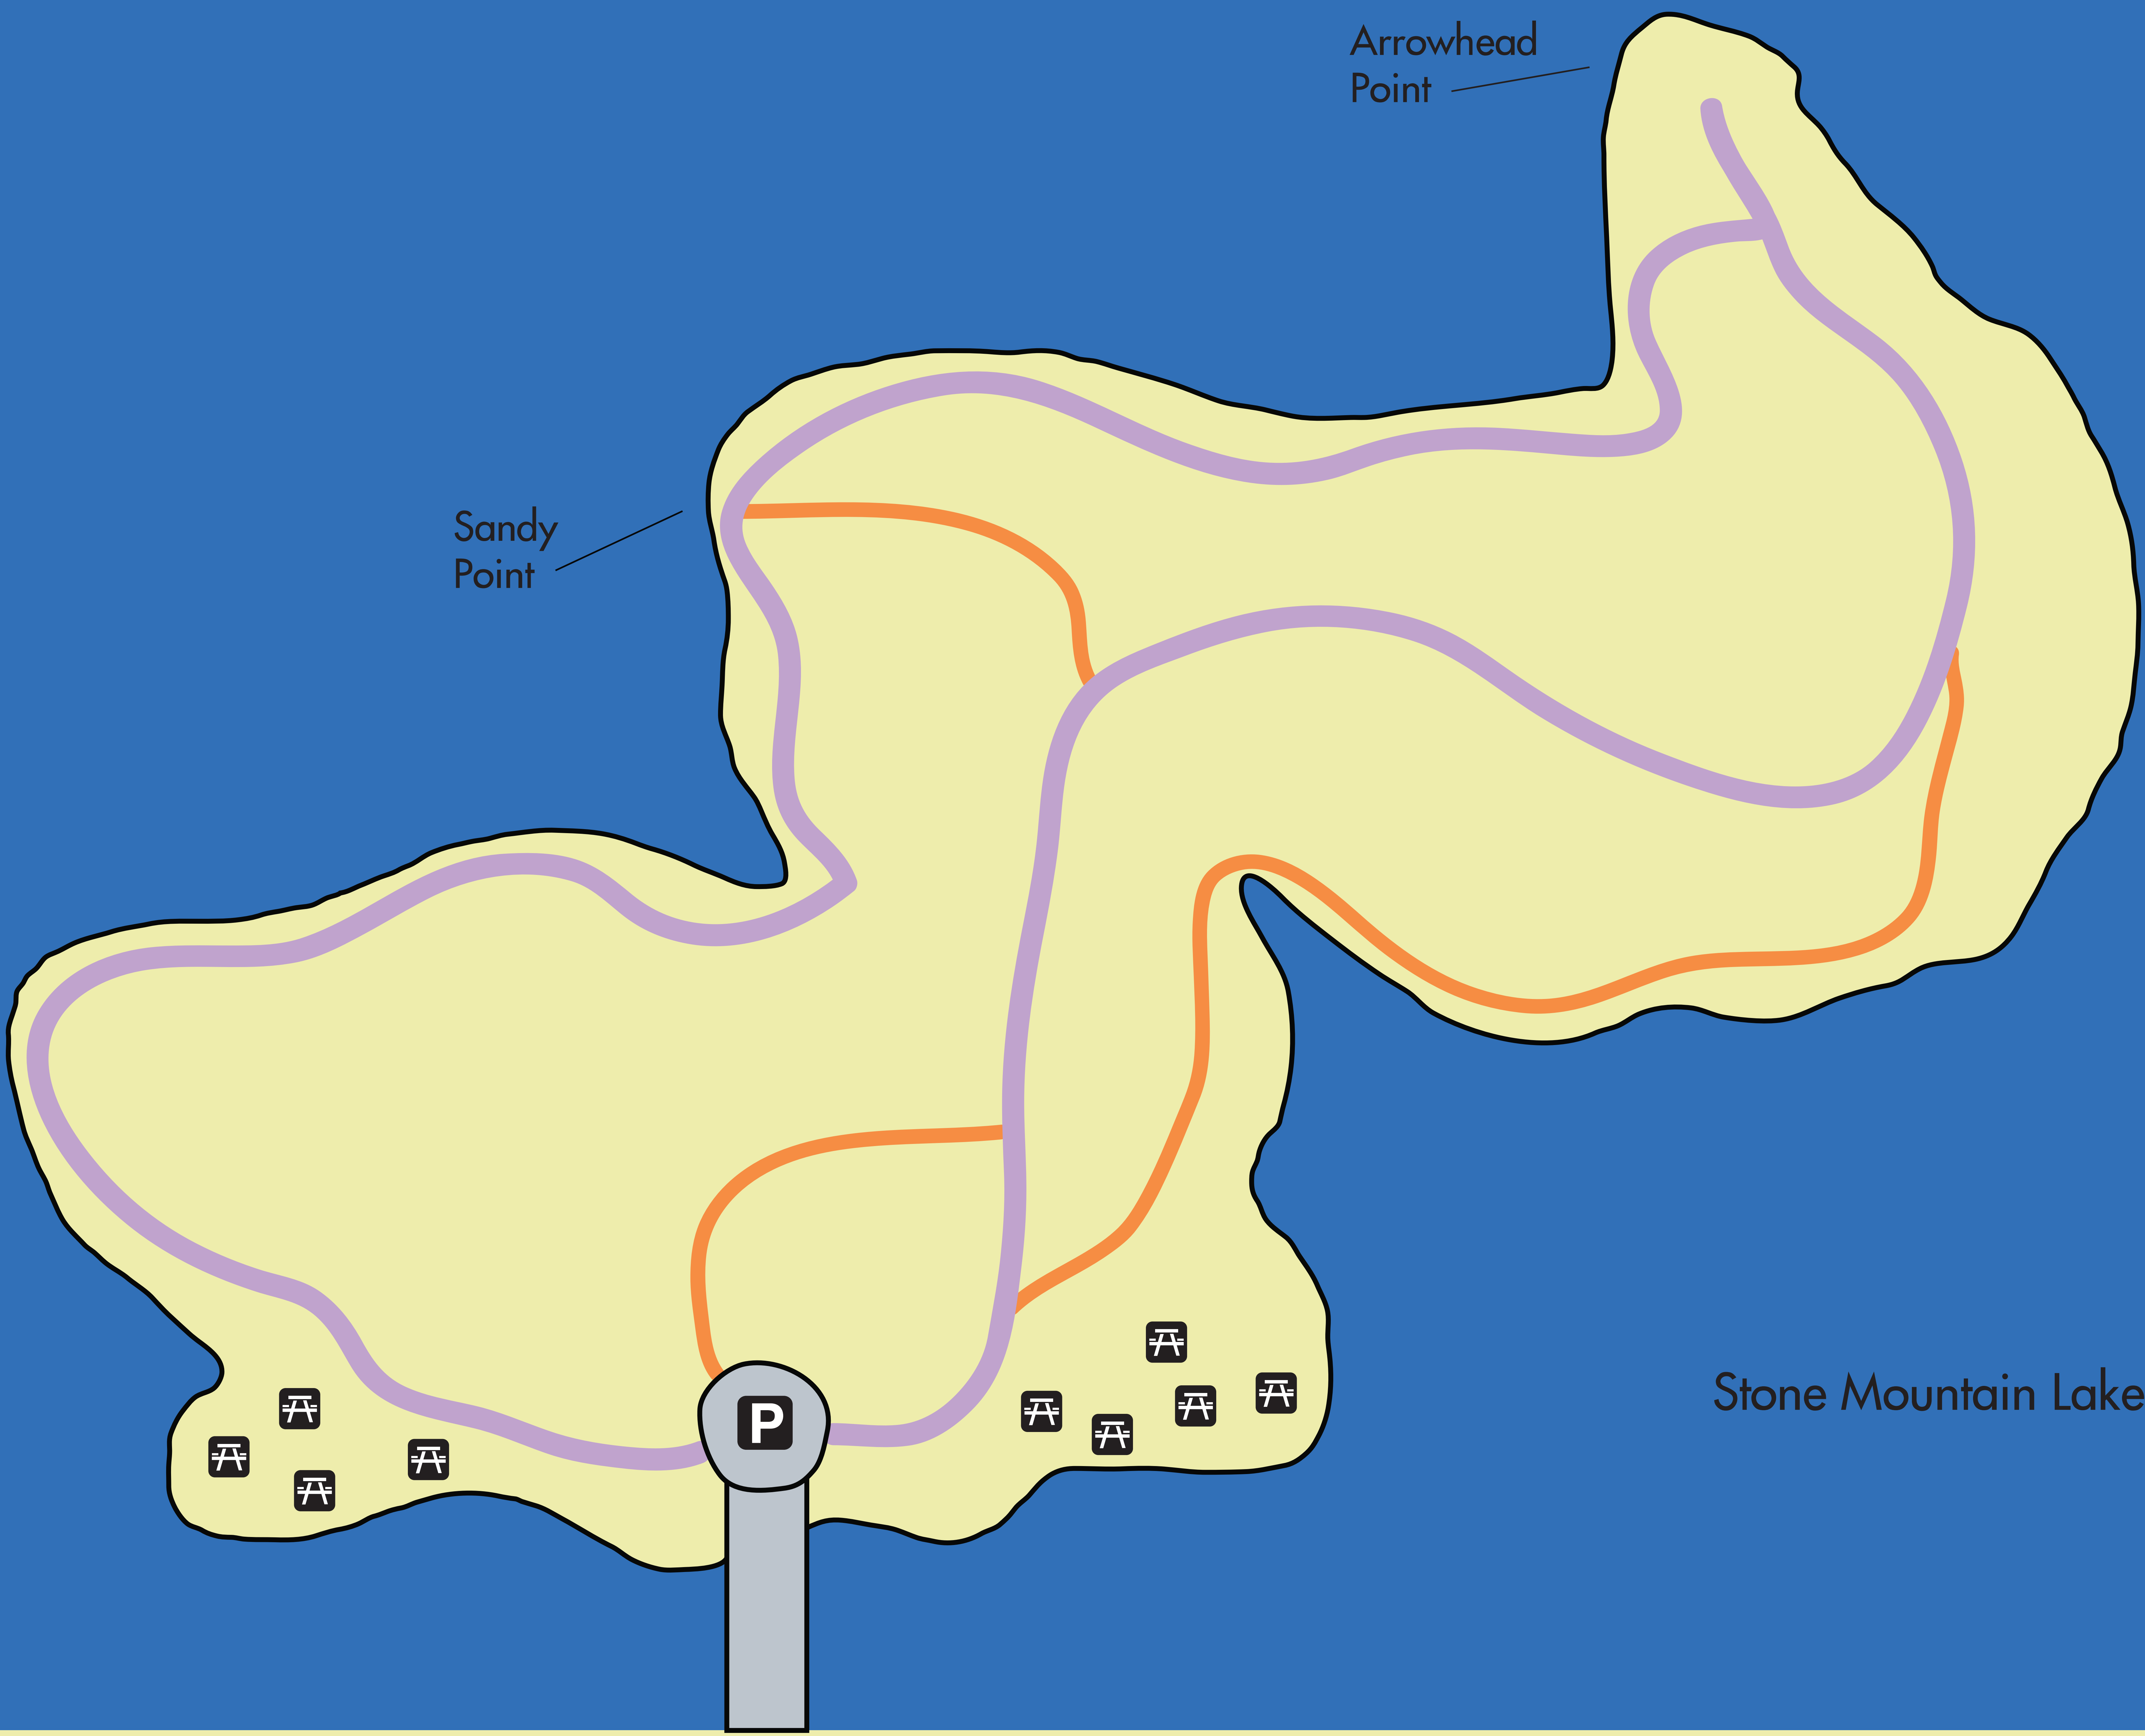 Arrowhead
Point
Sandy
Point
Stone Mountain Lake
P